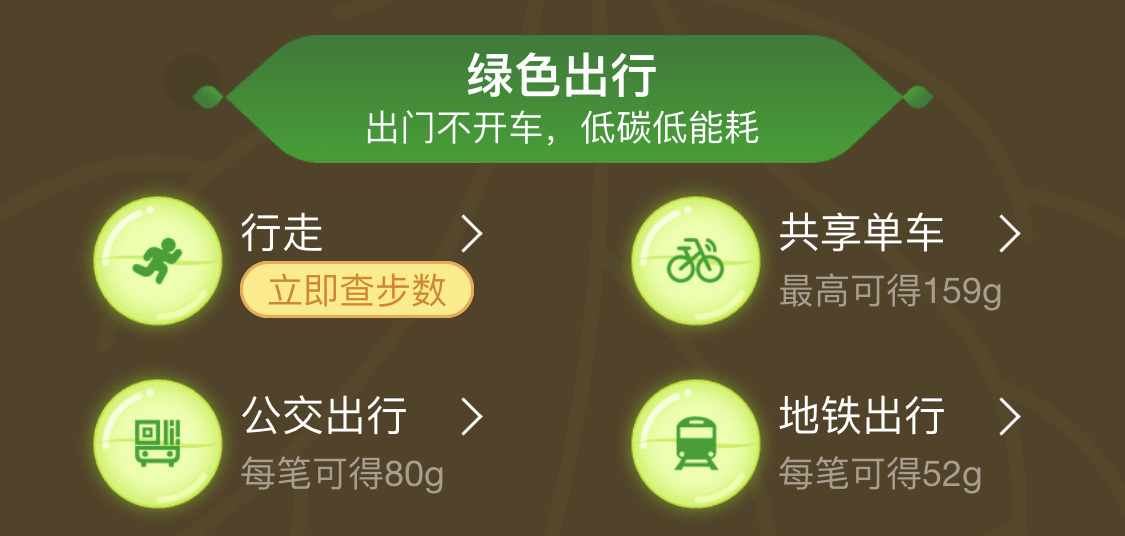 绿色出行
出门不开车，低碳低能耗
行走
立即查步数
共享单车
最高可得159g
公交出行
每笔可得80g
地铁出行
每笔可得52g